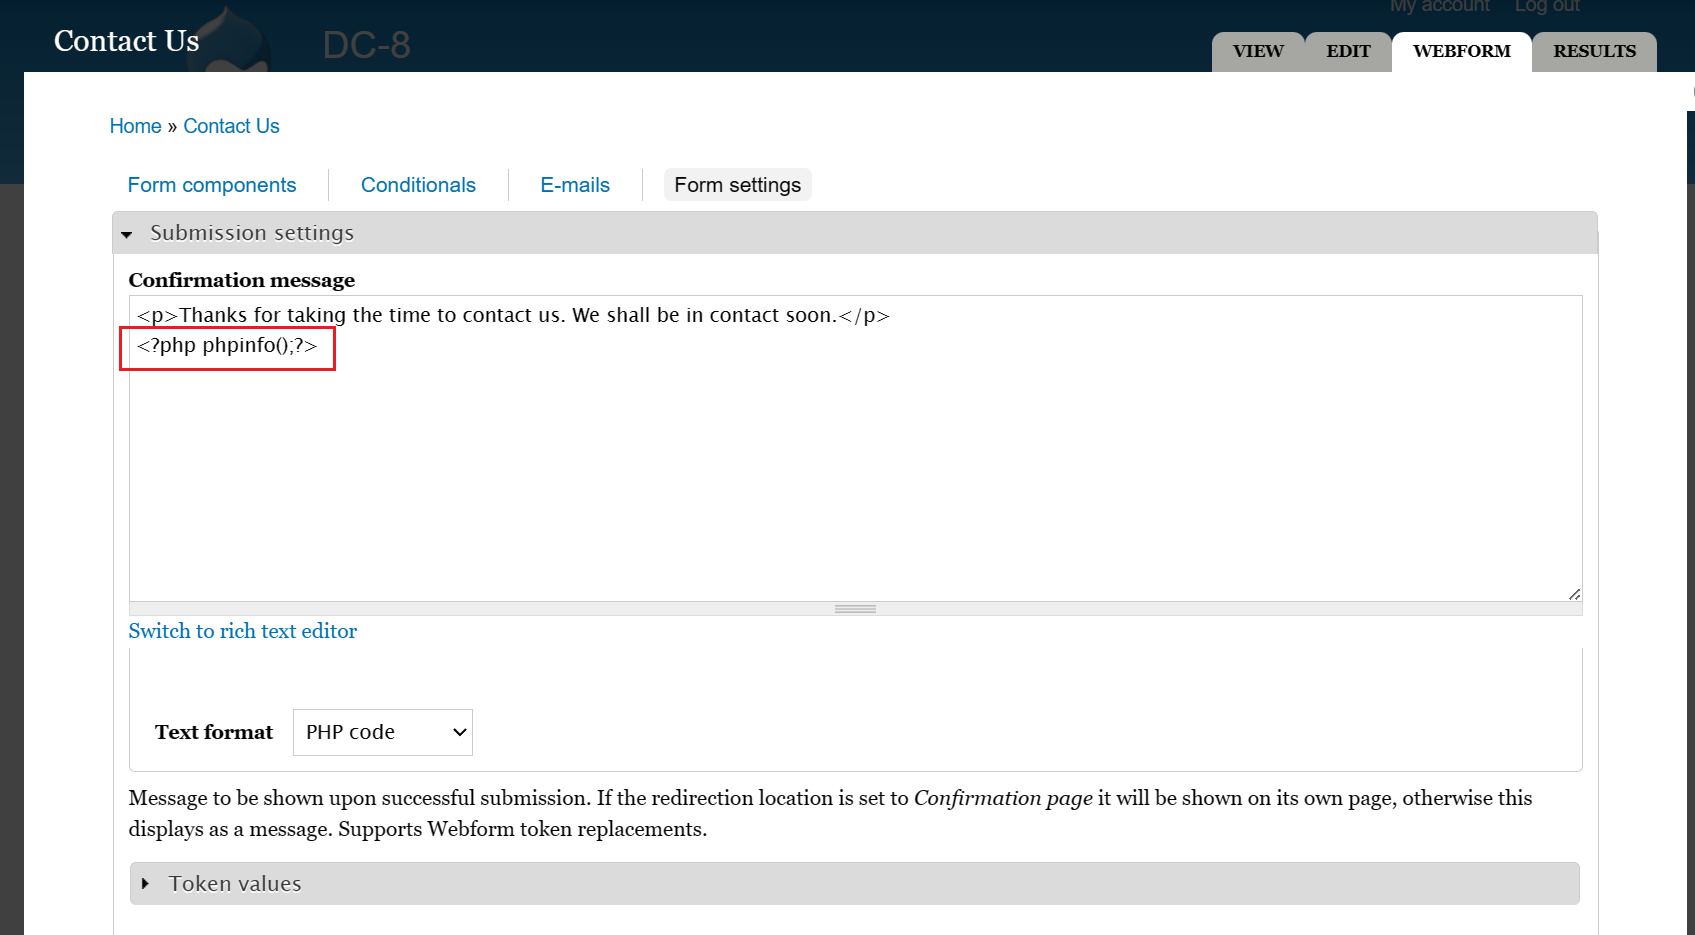 My account Log out
Contact Us
DC-8
VIEW EDIT WEBFORM RESULTS
Home » Contact Us
Form components Conditionals E-mails Form settings
Submission settings
Confirmation message
<p>Thanks for taking the time to contact us. We shall be in contact soon.</p>
<?php phpinfo();?>
Switch to rich text editor
Text format PHP code
Message to be shown upon successful submission. If the redirection location is set to Confirmation page it will be shown on its own page, otherwise this
displays as a message. Supports Webform token replacements.
Token values